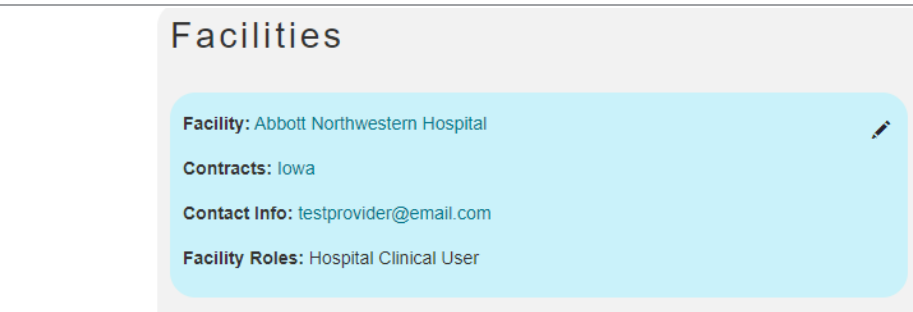 Facilities
Facility: Abbott Northwestern Hospital
Contracts: Iowa
Contact Info: testprovider@email.com
Facility Roles: Hospital Clinical User